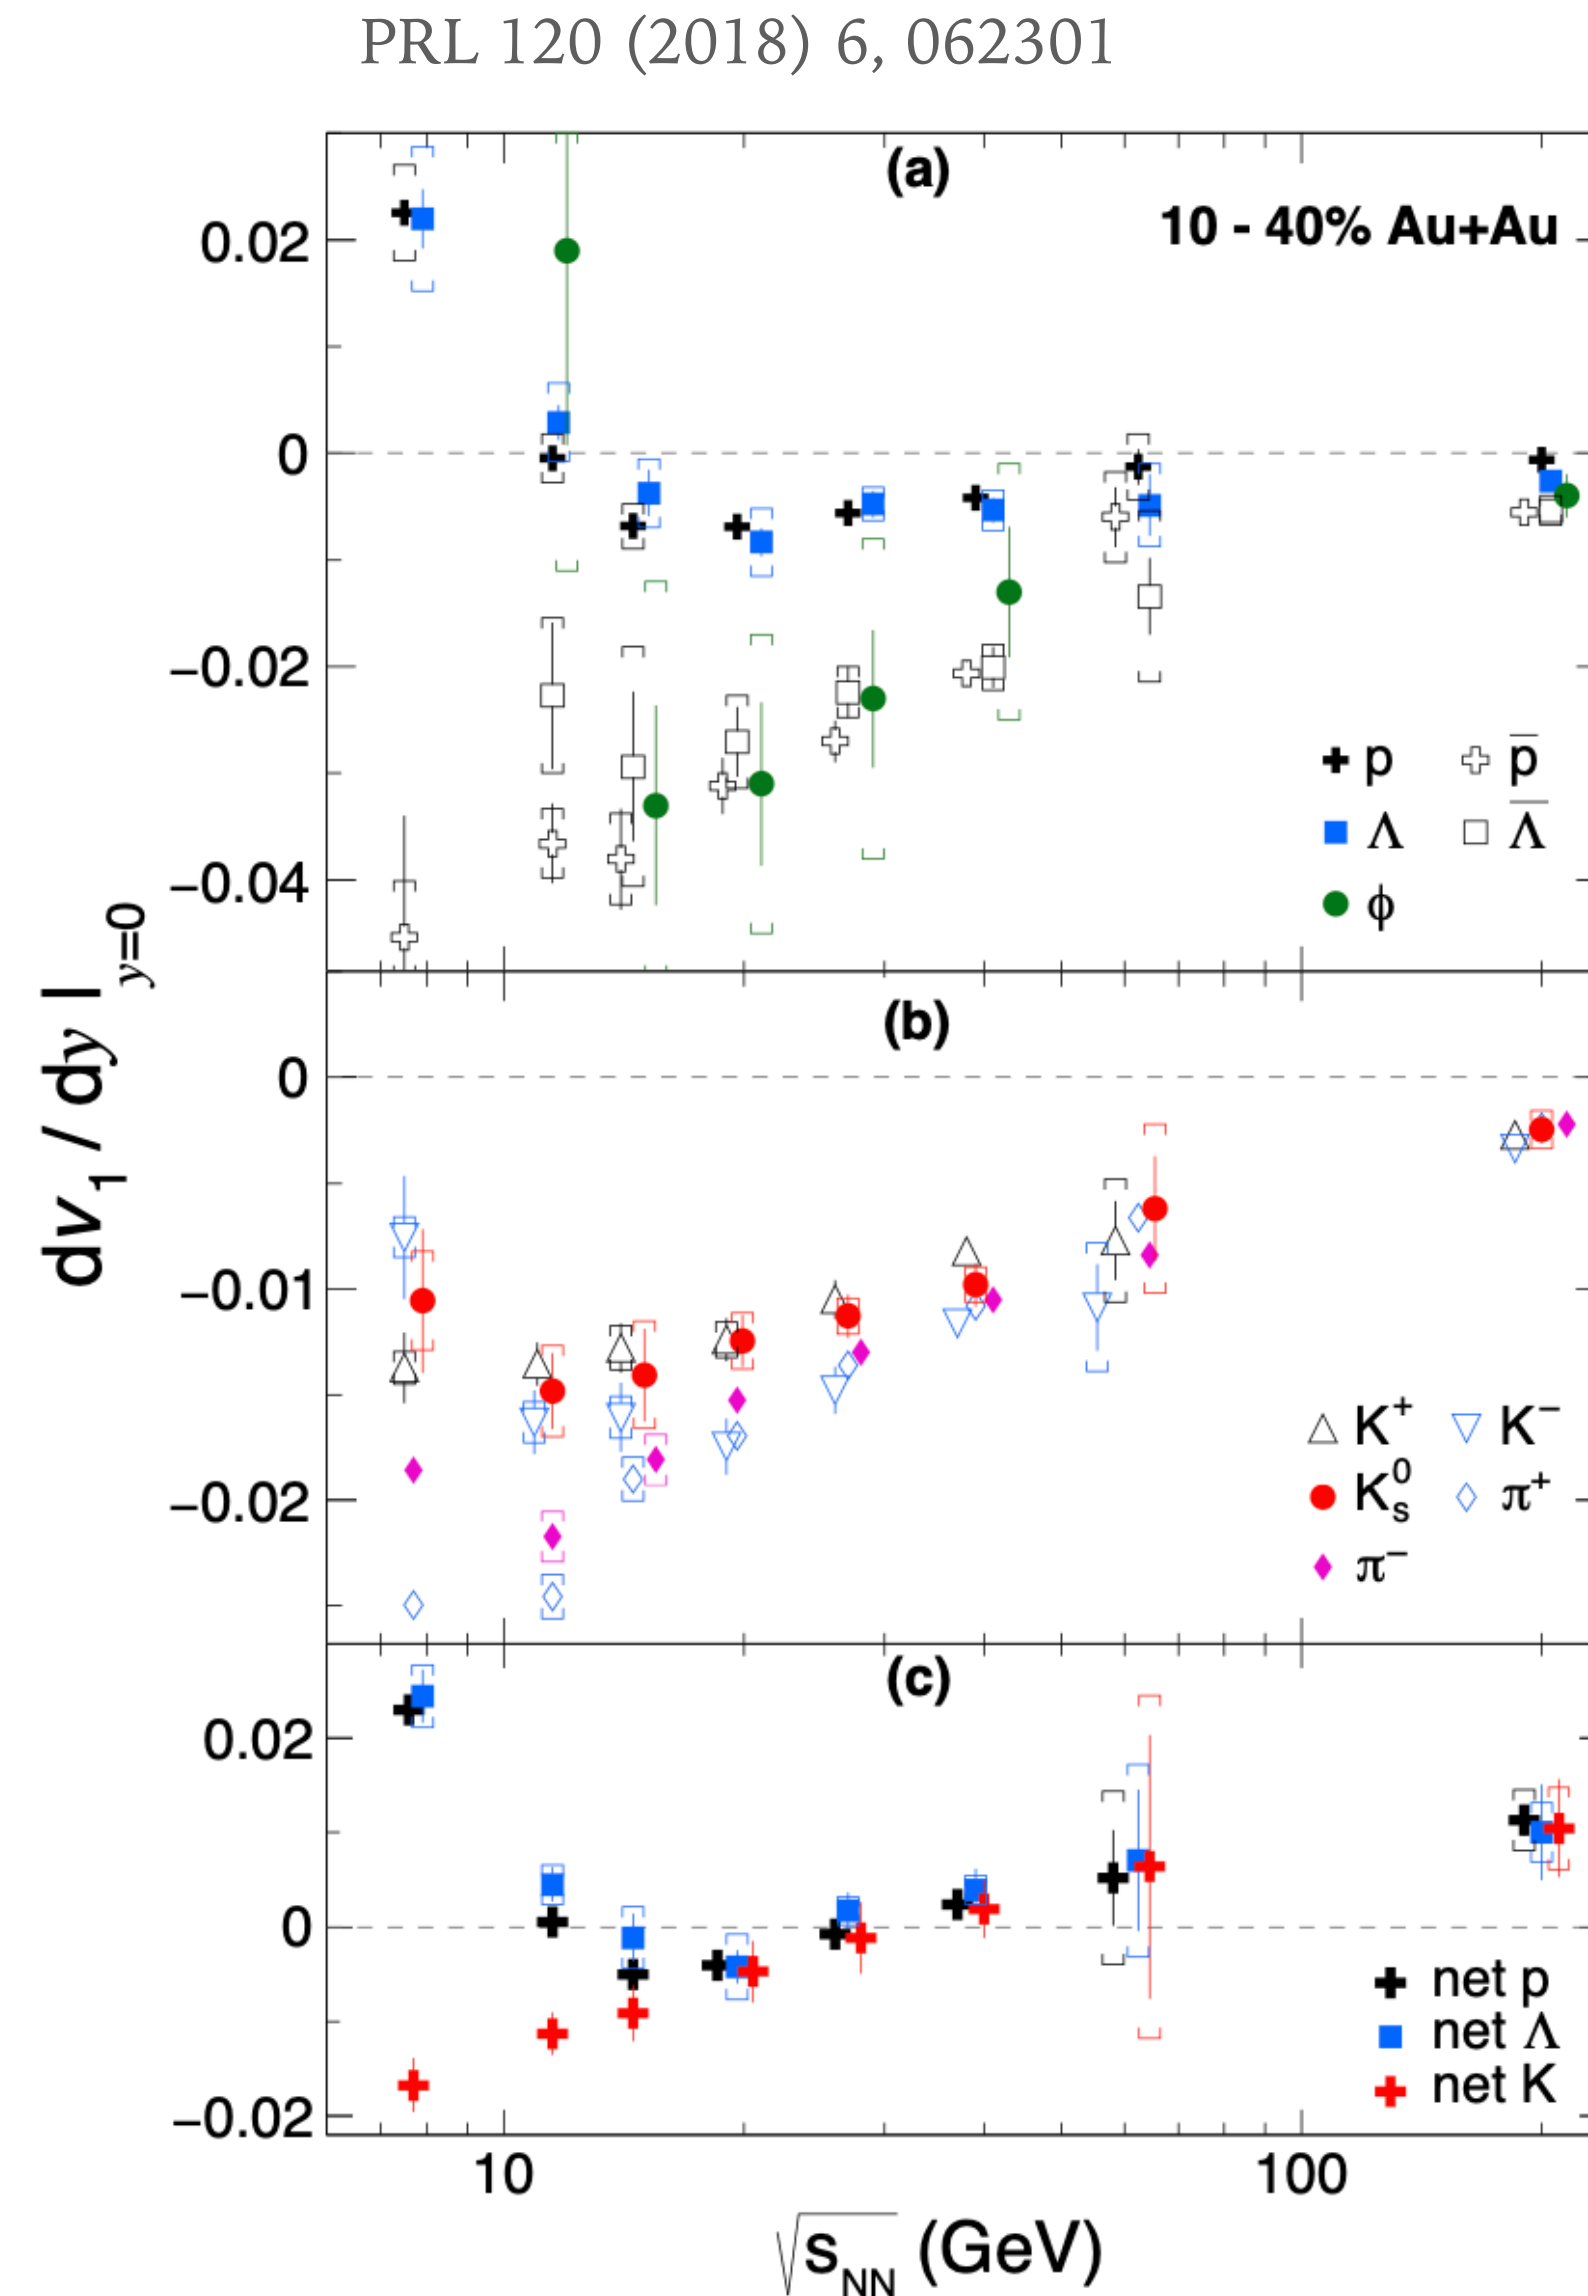 PRL 120 (2018) 6, 062301
(a)
10 - 40% Au+Au
0.02
0
−0.02
−0.04
p p̅
Λ Λ̅
ϕ
dv₁ / dy |y=0
(b)
0
−0.01
−0.02
K⁺ K⁻
K⁰s π⁺
π⁻
(c)
0.02
0
−0.02
net p
net Λ
net K
10 100
√sNN (GeV)